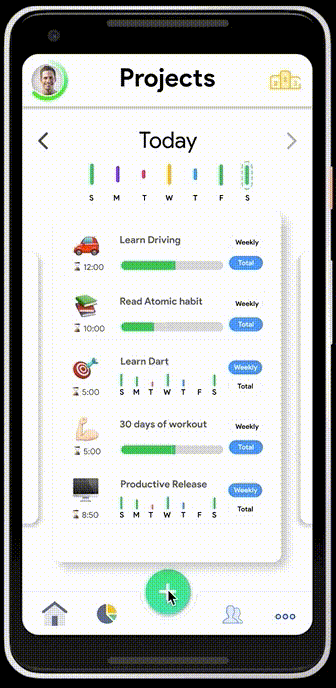 Projects
Today
S M T W T F S
Learn Driving
Weekly
12:00
Total
Read Atomic habit
Weekly
10:00
Total
Learn Dart
Weekly
5:00
S M T W T F S
Total
30 days of workout
Weekly
5:00
Total
Productive Release
Weekly
8:50
S M T W T F S
Total